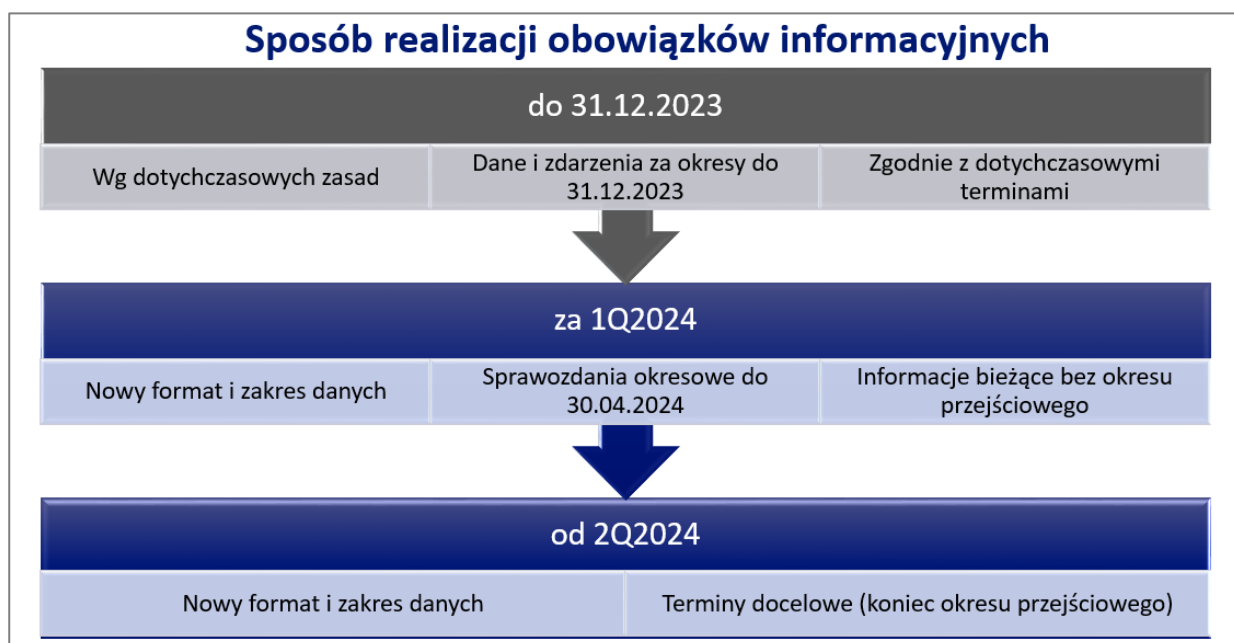 Sposób realizacji obowiązków informacyjnych
do 31.12.2023
Wg dotychczasowych zasad
Dane i zdarzenia za okresy do
31.12.2023
Zgodnie z dotychczasowymi
terminami
za 1Q2024
Nowy format i zakres danych
Sprawozdania okresowe do
30.04.2024
Informacje bieżące bez okresu
przejściowego
od 2Q2024
Nowy format i zakres danych
Terminy docelowe (koniec okresu przejściowego)